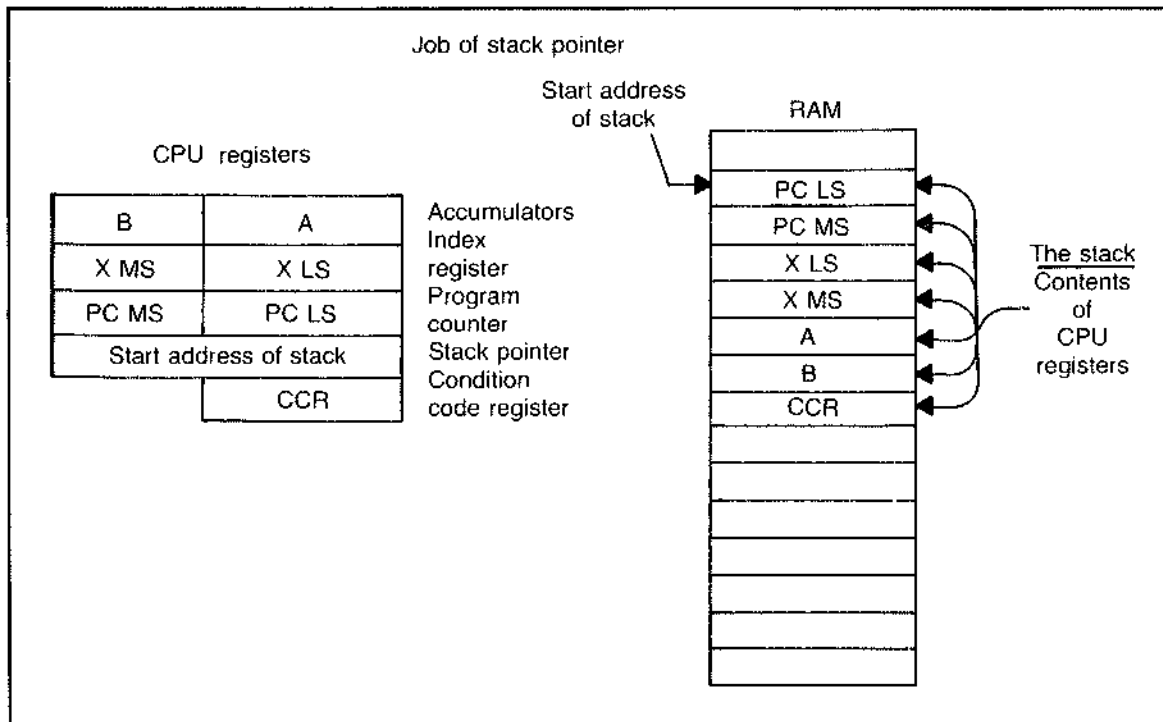 Job of stack pointer
Start address
of stack
RAM
CPU registers
B
A
Accumulators
X MS
X LS
Index
register
PC MS
PC LS
Program
counter
Start address of stack
Stack pointer
CCR
Condition
code register
PC LS
PC MS
X LS
X MS
A
B
CCR
The stack
Contents
of
CPU
registers